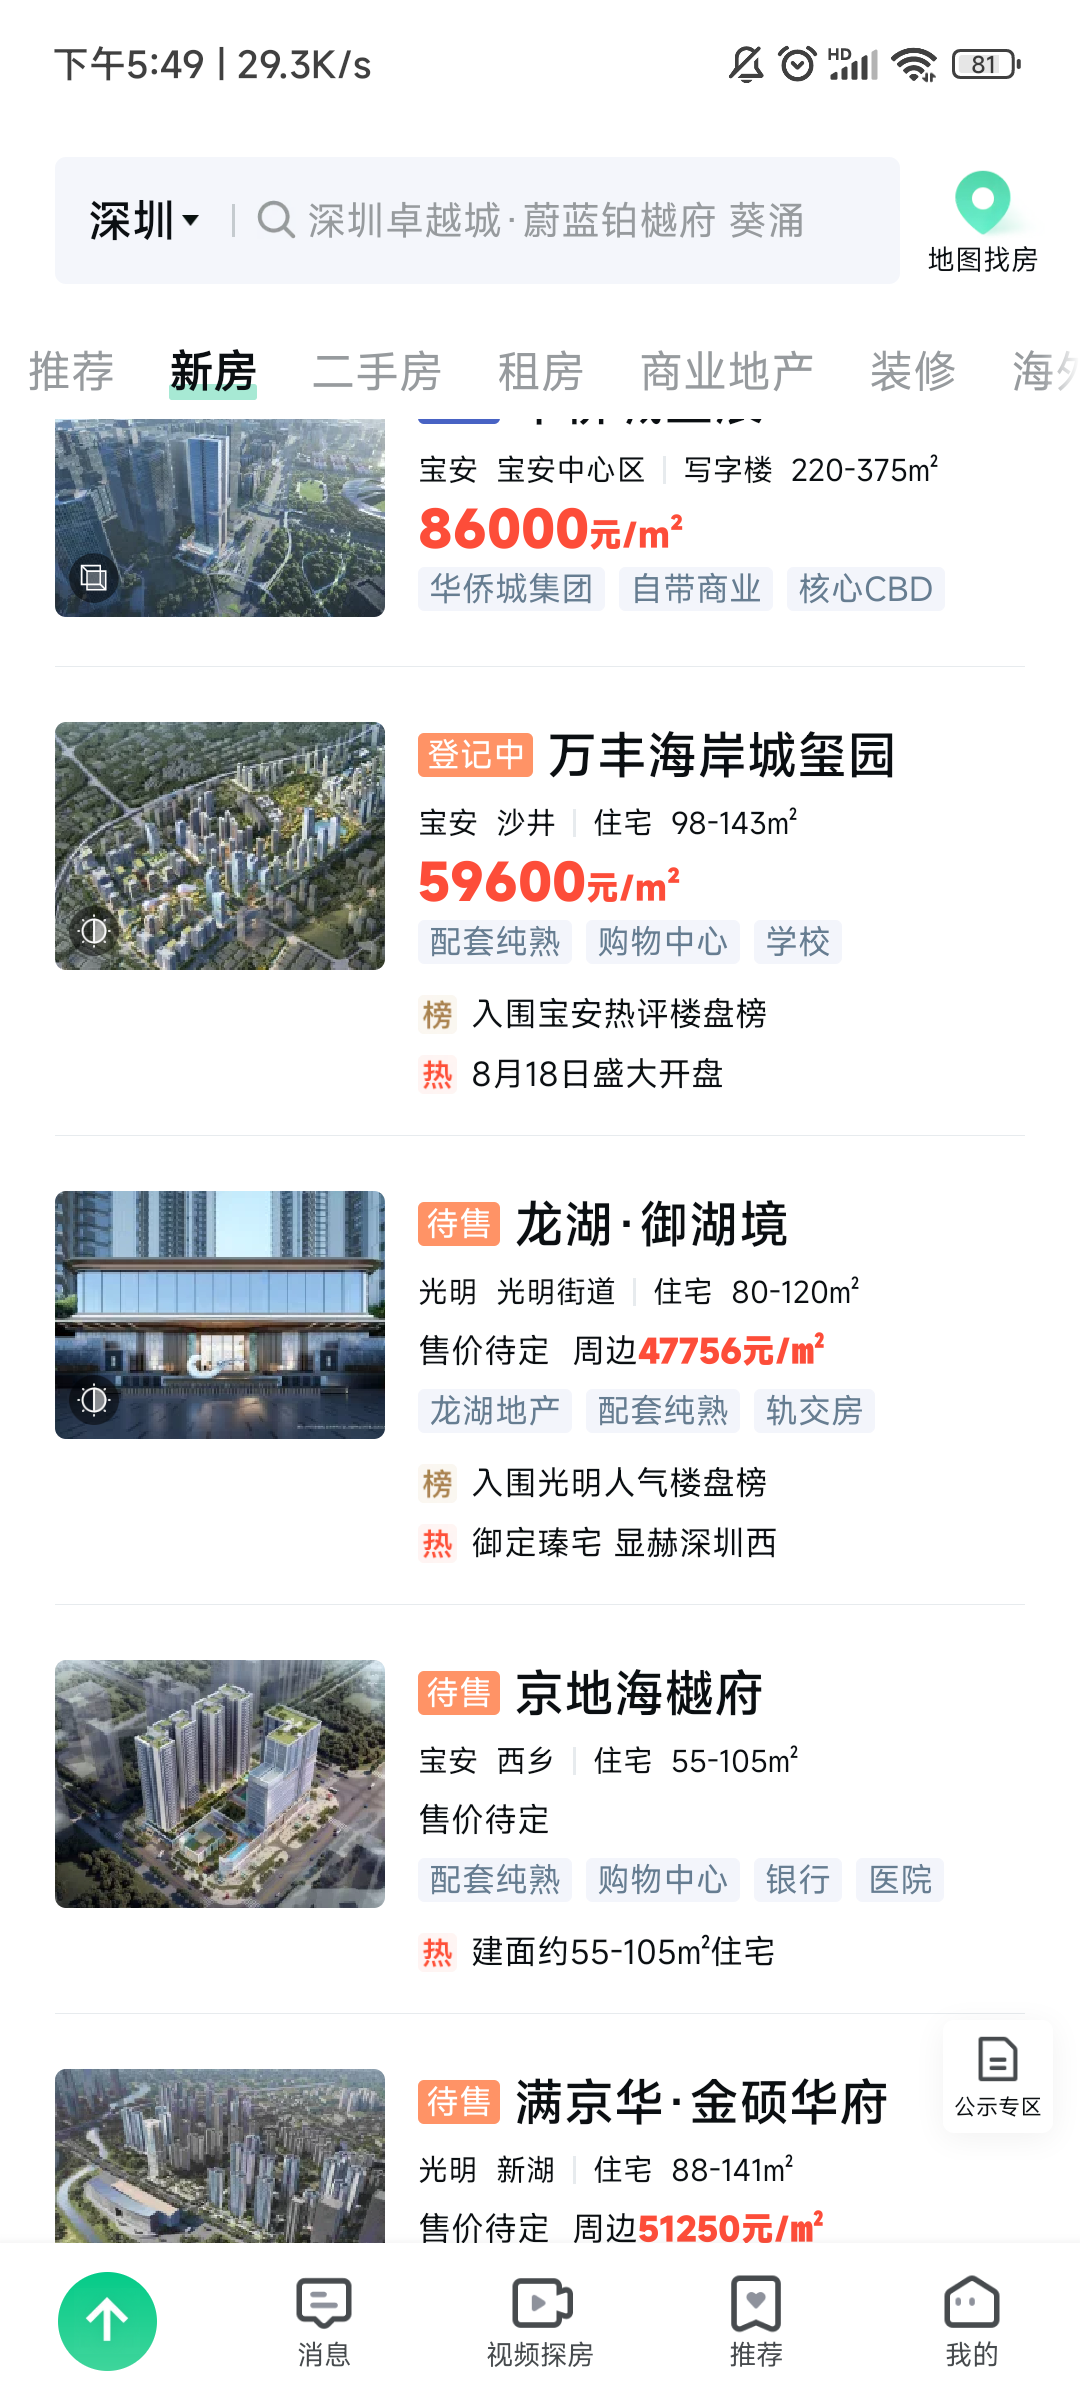 下午5:49 | 29.3K/s
HD
81
深圳
深圳卓越城·蔚蓝铂樾府 葵涌
地图找房
推荐 新房 二手房 租房 商业地产 装修 海外
宝安 宝安中心区 写字楼 220-375m²
86000元/m²
华侨城集团 自带商业 核心CBD
登记中 万丰海岸城玺园
宝安 沙井 住宅 98-143m²
59600元/m²
配套纯熟 购物中心 学校
榜 入围宝安热评楼盘榜
热 8月18日盛大开盘
待售 龙湖·御湖境
光明 光明街道 住宅 80-120m²
售价待定 周边47756元/m²
龙湖地产 配套纯熟 轨交房
榜 入围光明人气楼盘榜
热 御定瑧宅 显赫深圳西
待售 京地海樾府
宝安 西乡 住宅 55-105m²
售价待定
配套纯熟 购物中心 银行 医院
热 建面约55-105m²住宅
待售 满京华·金硕华府
公示专区
光明 新湖 住宅 88-141m²
售价待定 周边51250元/m²
消息 视频探房 推荐 我的